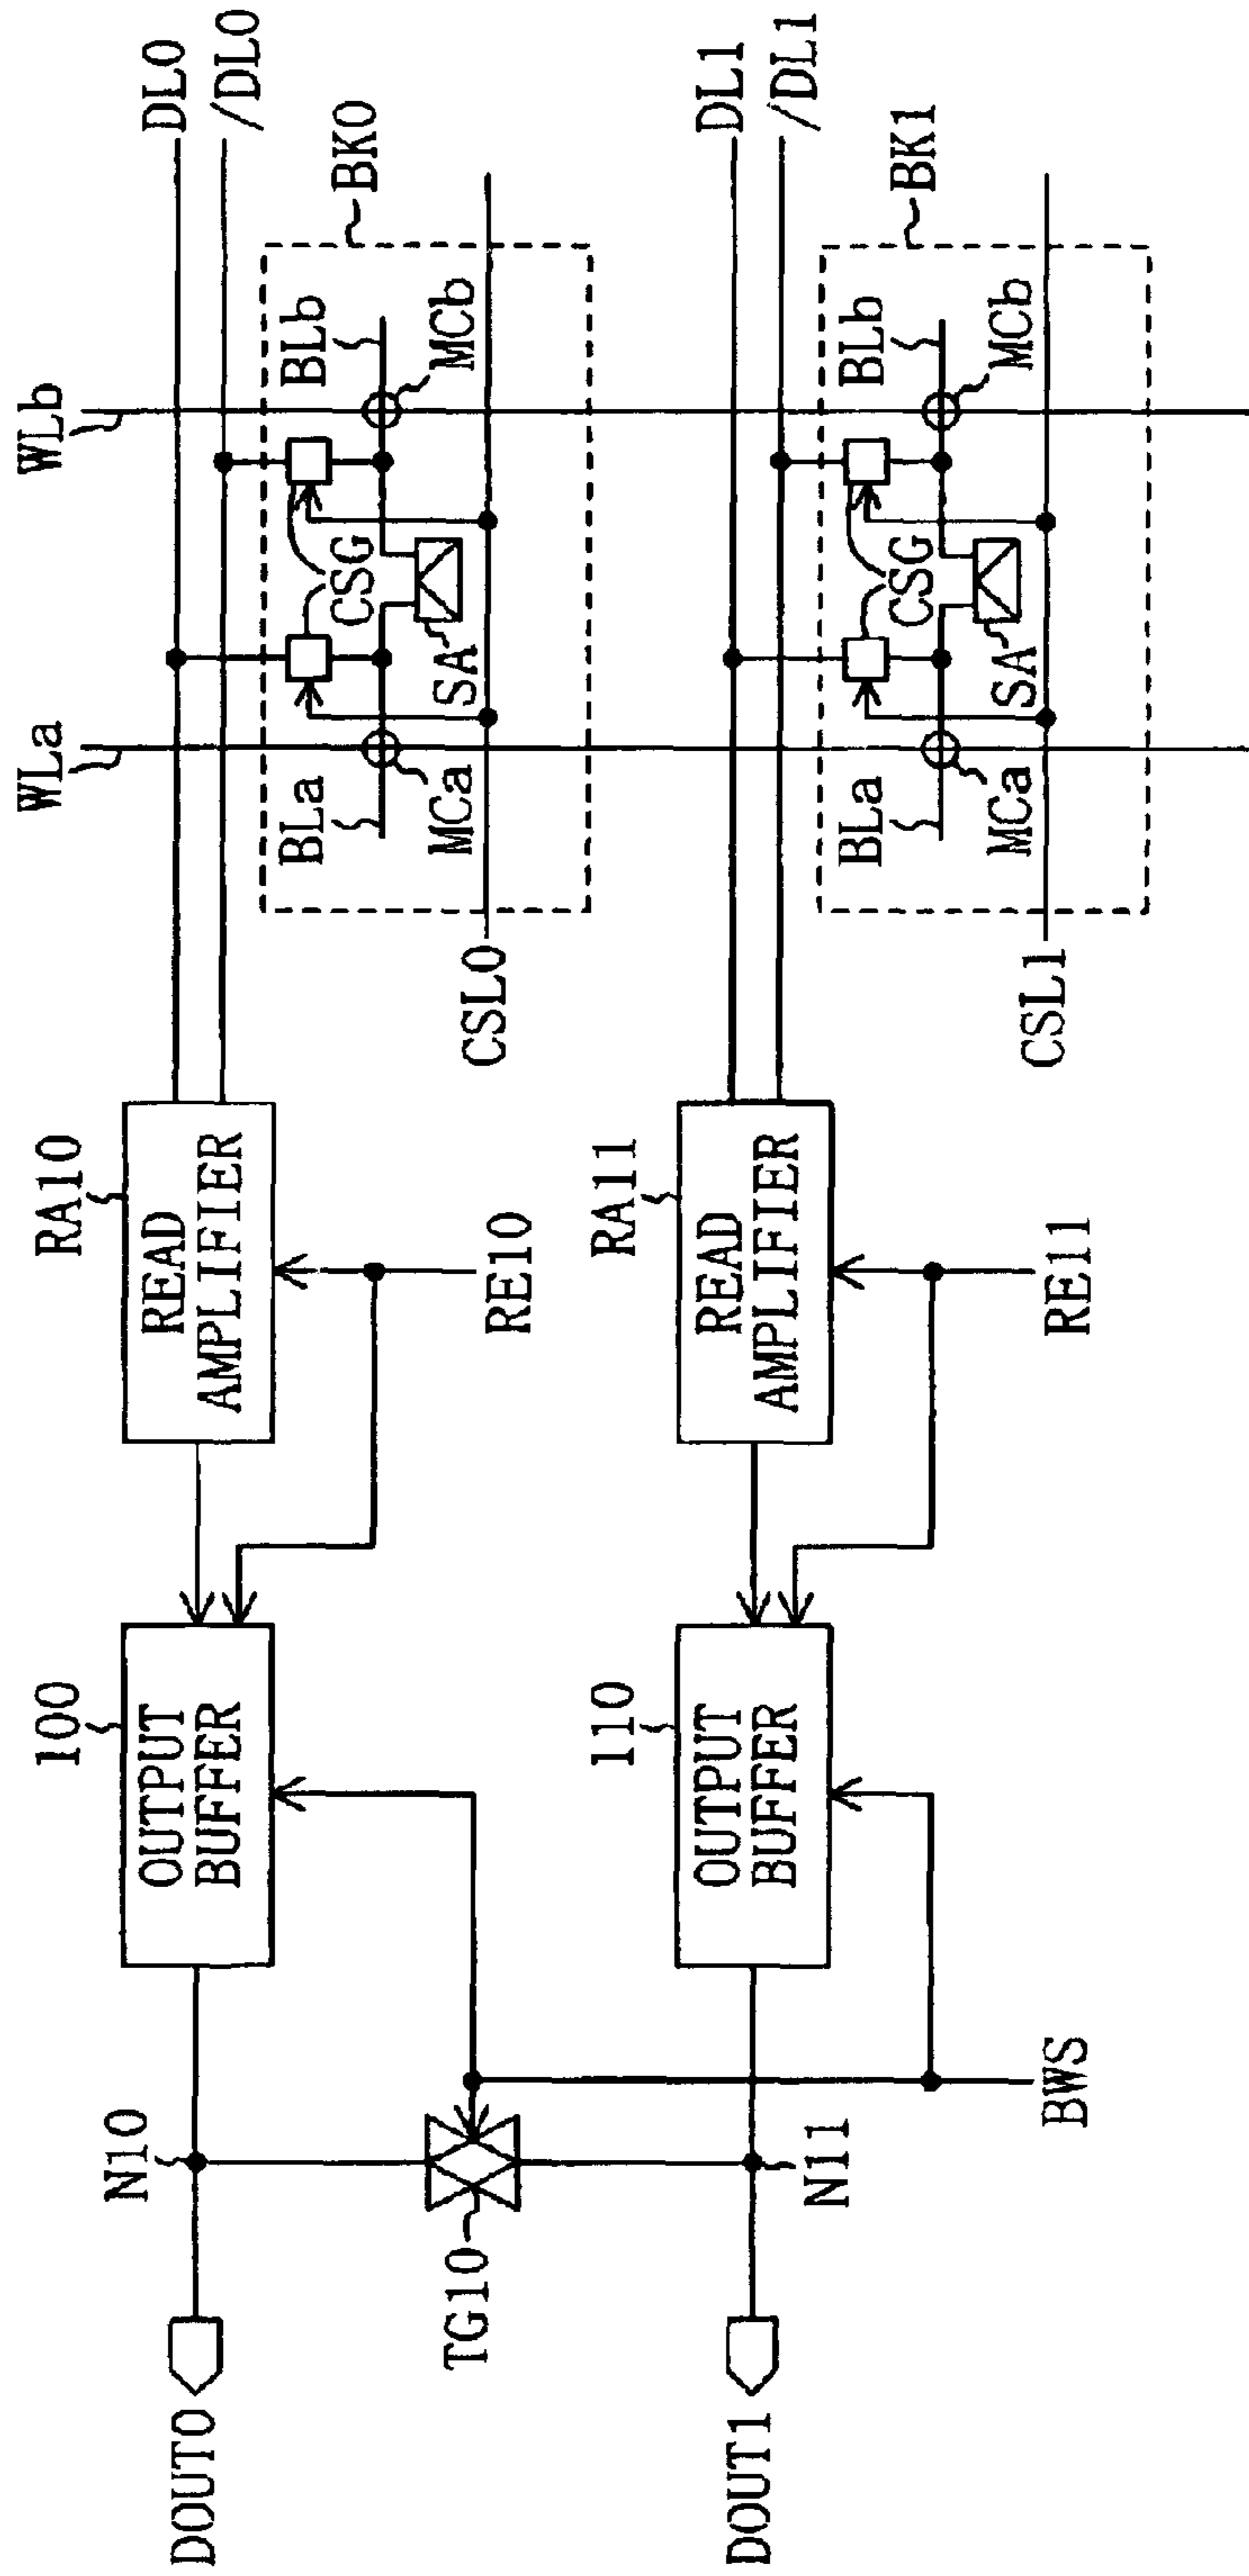 WLa
WLb
DL0
/DL0
RA10
READ
AMPLIFIER
100
OUTPUT
BUFFER
N10
DOUT0
BLa
BLb
CSG
SA
MCa
MCb
BK0
CSL0
RE10
TG10
DL1
/DL1
RA11
READ
AMPLIFIER
110
OUTPUT
BUFFER
N11
DOUT1
BLa
BLb
CSG
SA
MCa
MCb
BK1
CSL1
RE11
BWS